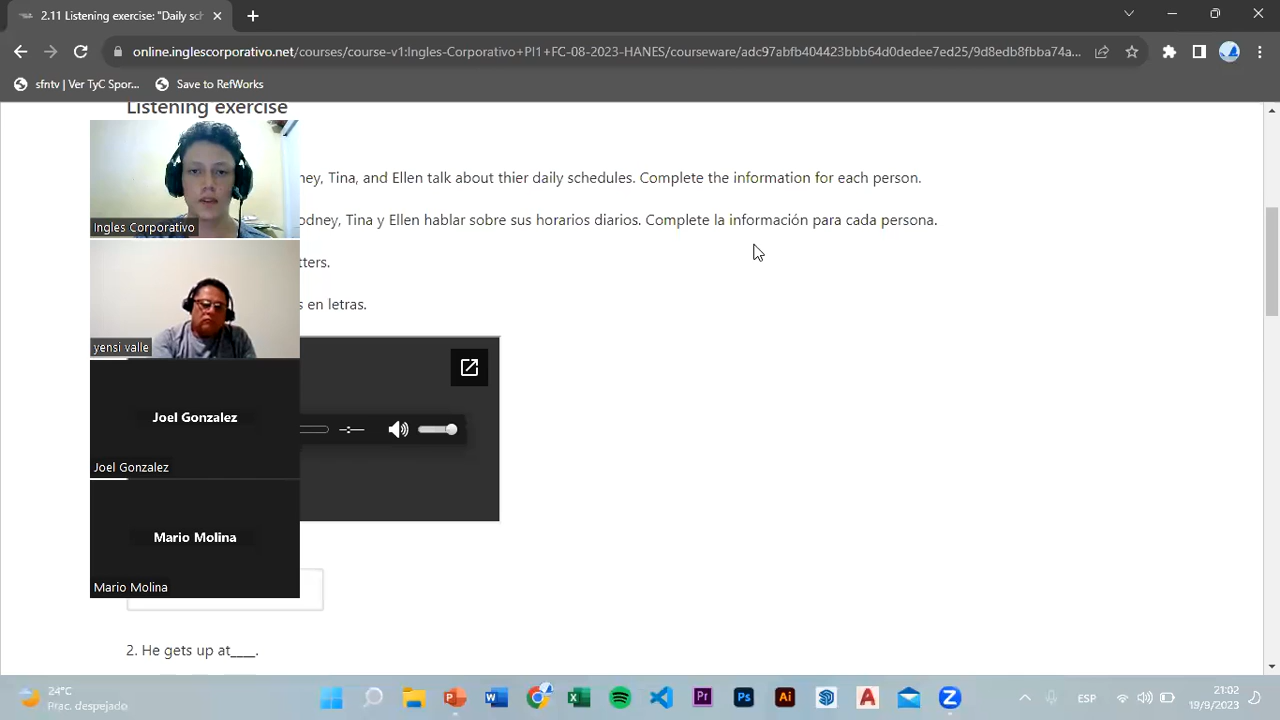 2.11 Listening exercise: "Daily sc
online.inglescorporativo.net/courses/course-v1:Ingles-Corporativo+PI1+FC-08-2023-HANES/courseware/adc97abfb404423bbb64d0dedee7ed25/9d8edb8fbba74a...
sfntv | Ver TyC Spor...
Save to RefWorks
Listening exercise
ney, Tina, and Ellen talk about thier daily schedules. Complete the information for each person.
odney, Tina y Ellen hablar sobre sus horarios diarios. Complete la información para cada persona.
tters.
s en letras.
Ingles Corporativo
yensi valle
Joel Gonzalez
Joel Gonzalez
Mario Molina
Mario Molina
2. He gets up at____.
24°C
Prac. despejado
ESP
21:02
19/9/2023